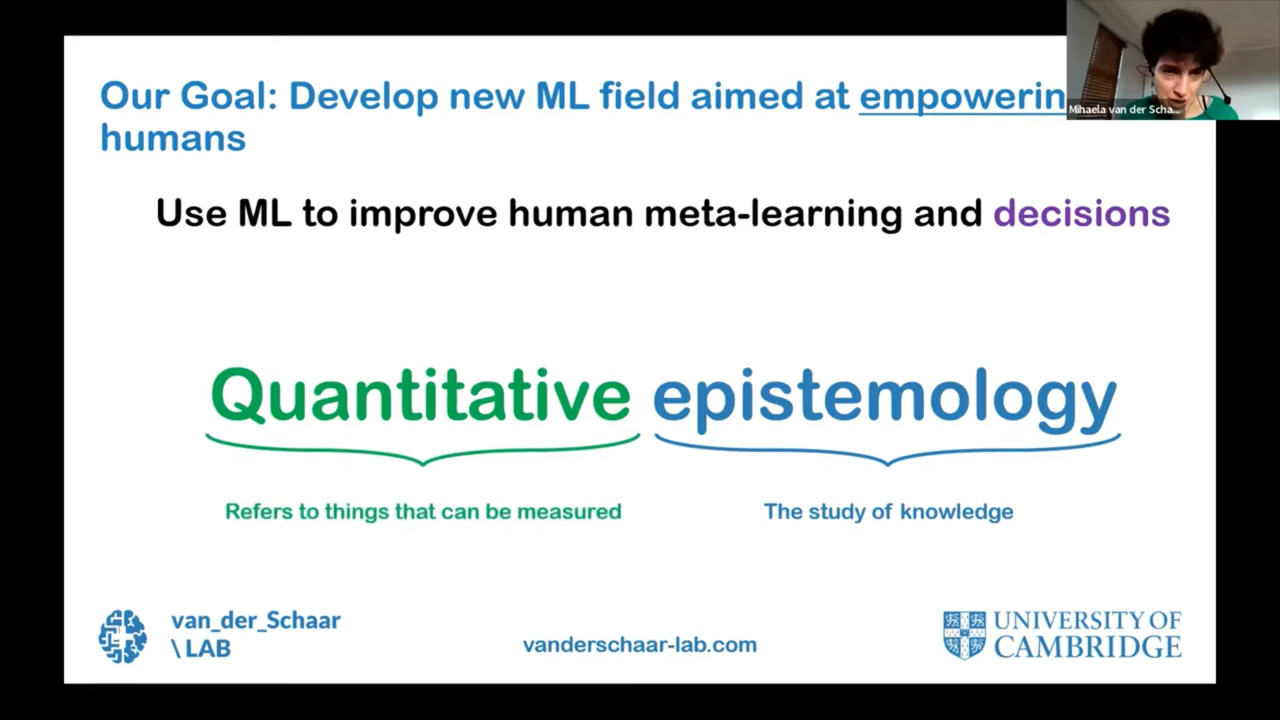 Our Goal: Develop new ML field aimed at empowerin
humans
Mihaela van der Scha...
Use ML to improve human meta-learning and decisions
Quantitative epistemology
Refers to things that can be measured
The study of knowledge
van_der_Schaar
\LAB
vanderschaar-lab.com
UNIVERSITY OF
CAMBRIDGE